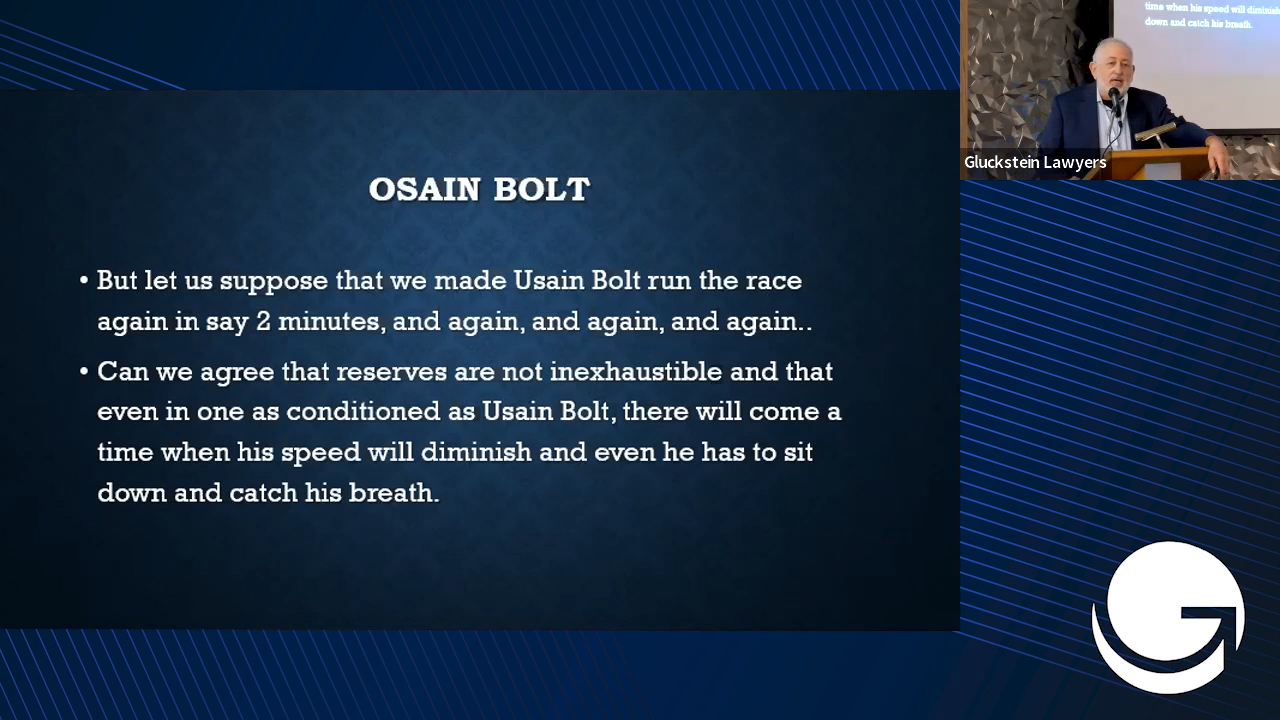 time when his speed will diminish
down and catch his breath.
Gluckstein Lawyers
OSAIN BOLT
• But let us suppose that we made Usain Bolt run the race
again in say 2 minutes, and again, and again, and again..
• Can we agree that reserves are not inexhaustible and that
even in one as conditioned as Usain Bolt, there will come a
time when his speed will diminish and even he has to sit
down and catch his breath.